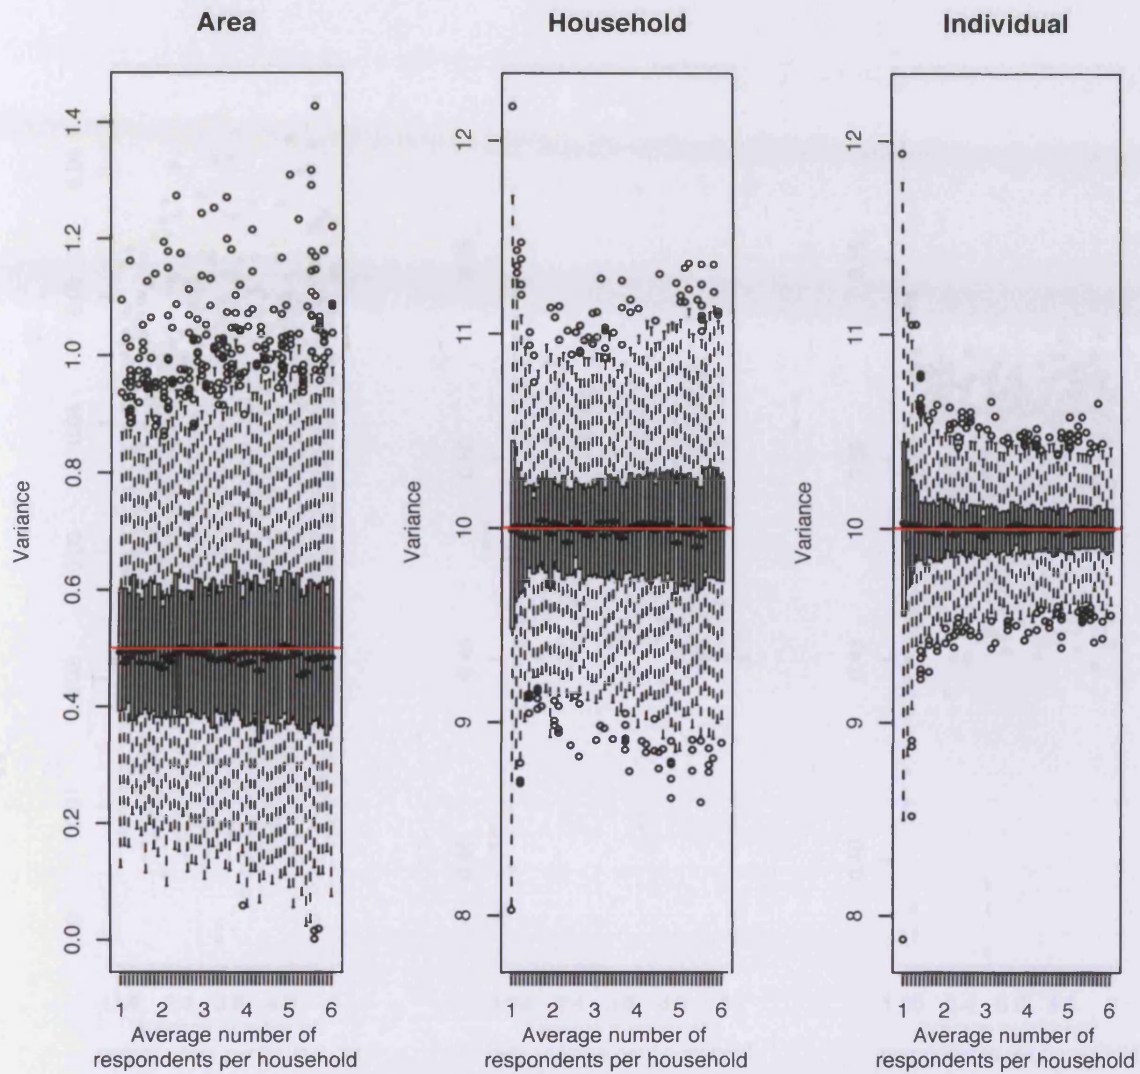 Area
Household
Individual
Variance
0.0 0.2 0.4 0.6 0.8 1.0 1.2 1.4
Variance
8 9 10 11 12
Variance
8 9 10 11 12
1 2 3 4 5 6
1 2 3 4 5 6
1 2 3 4 5 6
Average number of
respondents per household
Average number of
respondents per household
Average number of
respondents per household